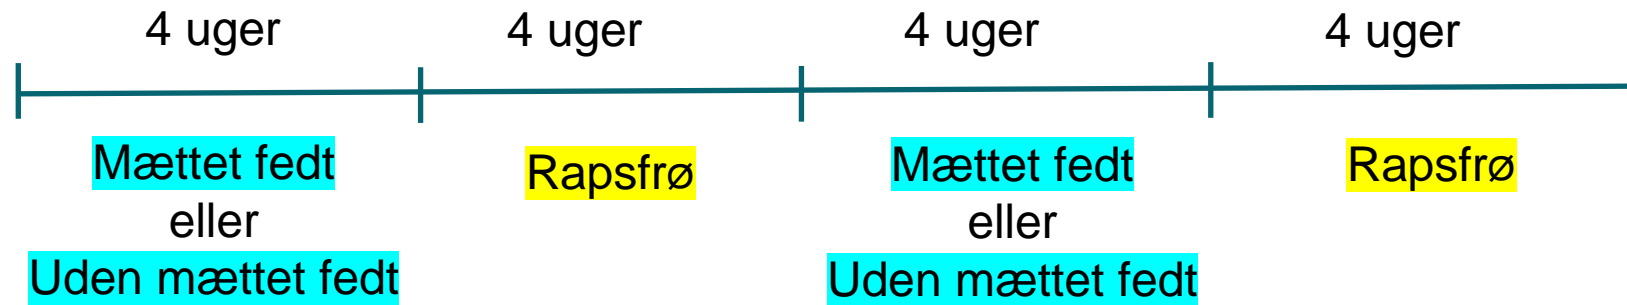 4 uger
4 uger
4 uger
4 uger
Mættet fedt
eller
Uden mættet fedt
Rapsfrø
Mættet fedt
eller
Uden mættet fedt
Rapsfrø